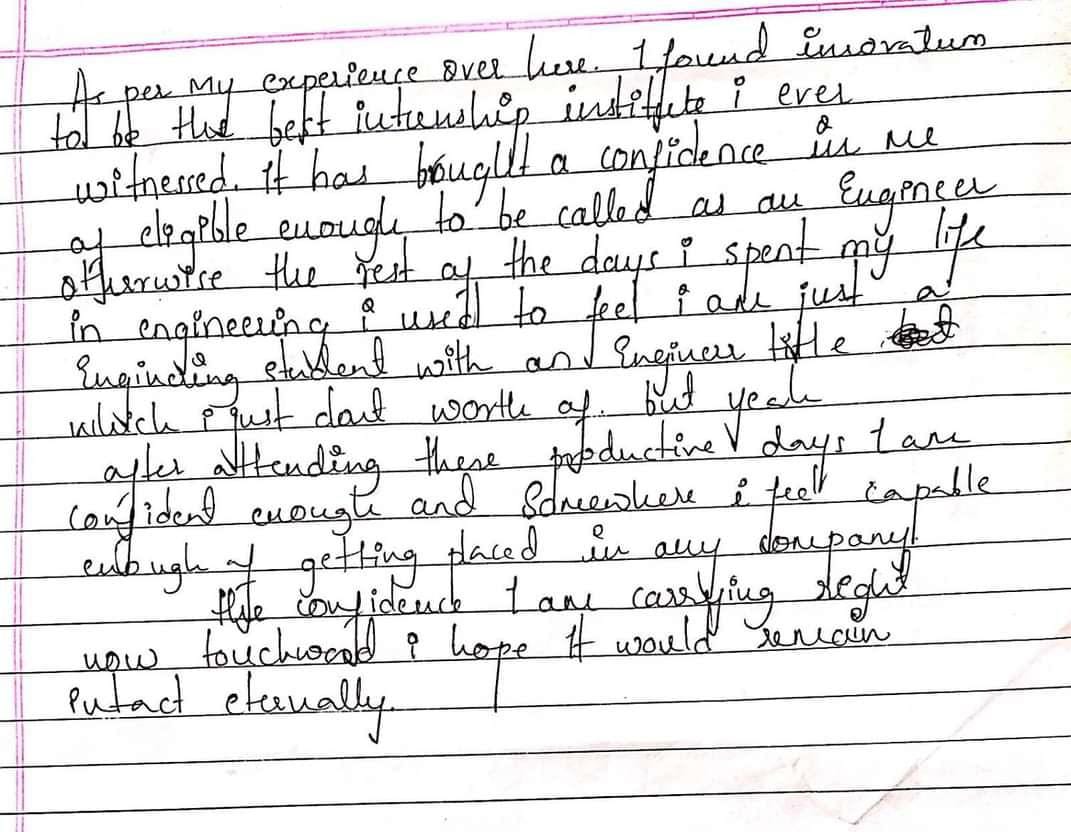 As per My experience over here. I found innovatum
to be the best internship institute i ever
witnessed. It has bought a confidence in me
of eligible enough to be called as an Engineer
otherwise the rest of the days i spent my life
in engineering i used to feel i am just a
Enginering student with an Engineer title
which i just dont worth of. but yeah
after attending these productive days I am
confident enough and Somewhere i feel capable
enough of getting placed in any company.
the confidence I am carrying right
now touchwood i hope It would remain
intact eternally.